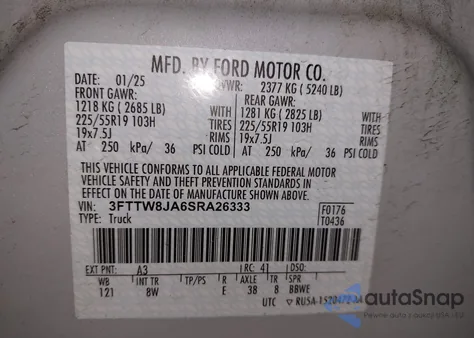 MFD. BY FORD MOTOR CO.
DATE: 01/25 GVWR: 2377 KG ( 5240 LB)
FRONT GAWR: REAR GAWR:
1218 KG ( 2685 LB) WITH 1281 KG ( 2825 LB) WITH
225/55R19 103H TIRES 225/55R19 103H TIRES
19x7.5J RIMS 19x7.5J RIMS
AT 250 kPa/ 36 PSI COLD AT 250 kPa/ 36 PSI COLD
THIS VEHICLE CONFORMS TO ALL APPLICABLE FEDERAL MOTOR
VEHICLE SAFETY AND THEFT PREVENTION STANDARDS IN
EFFECT ON THE DATE OF MANUFACTURE SHOWN ABOVE.
VIN: 3FTTW8JA6SRA26333 F0176
TYPE: Truck T0436
EXT PNT: A3 RC: 41 DSO:
WB INT TR TP/PS R AXLE TR SPR
121 8W E 38 8 BBWE
UTC
autoSnap